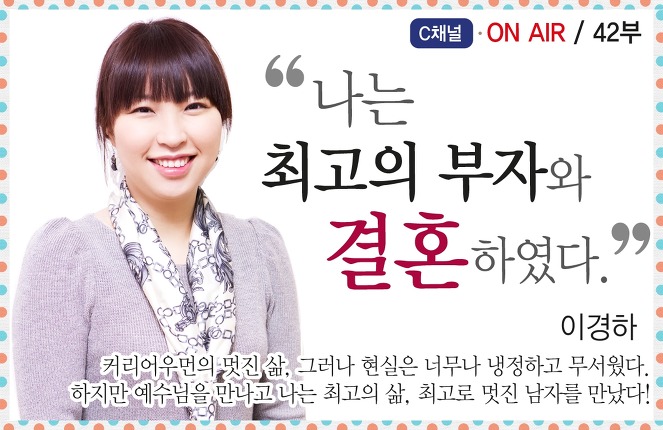 C채널 · ON AIR / 42부
“나는
최고의 부자와
결혼하였다.”
이경하
커리어우먼의 멋진 삶, 그러나 현실은 너무나 냉정하고 무서웠다.
하지만 예수님을 만나고 나는 최고의 삶, 최고로 멋진 남자를 만났다!